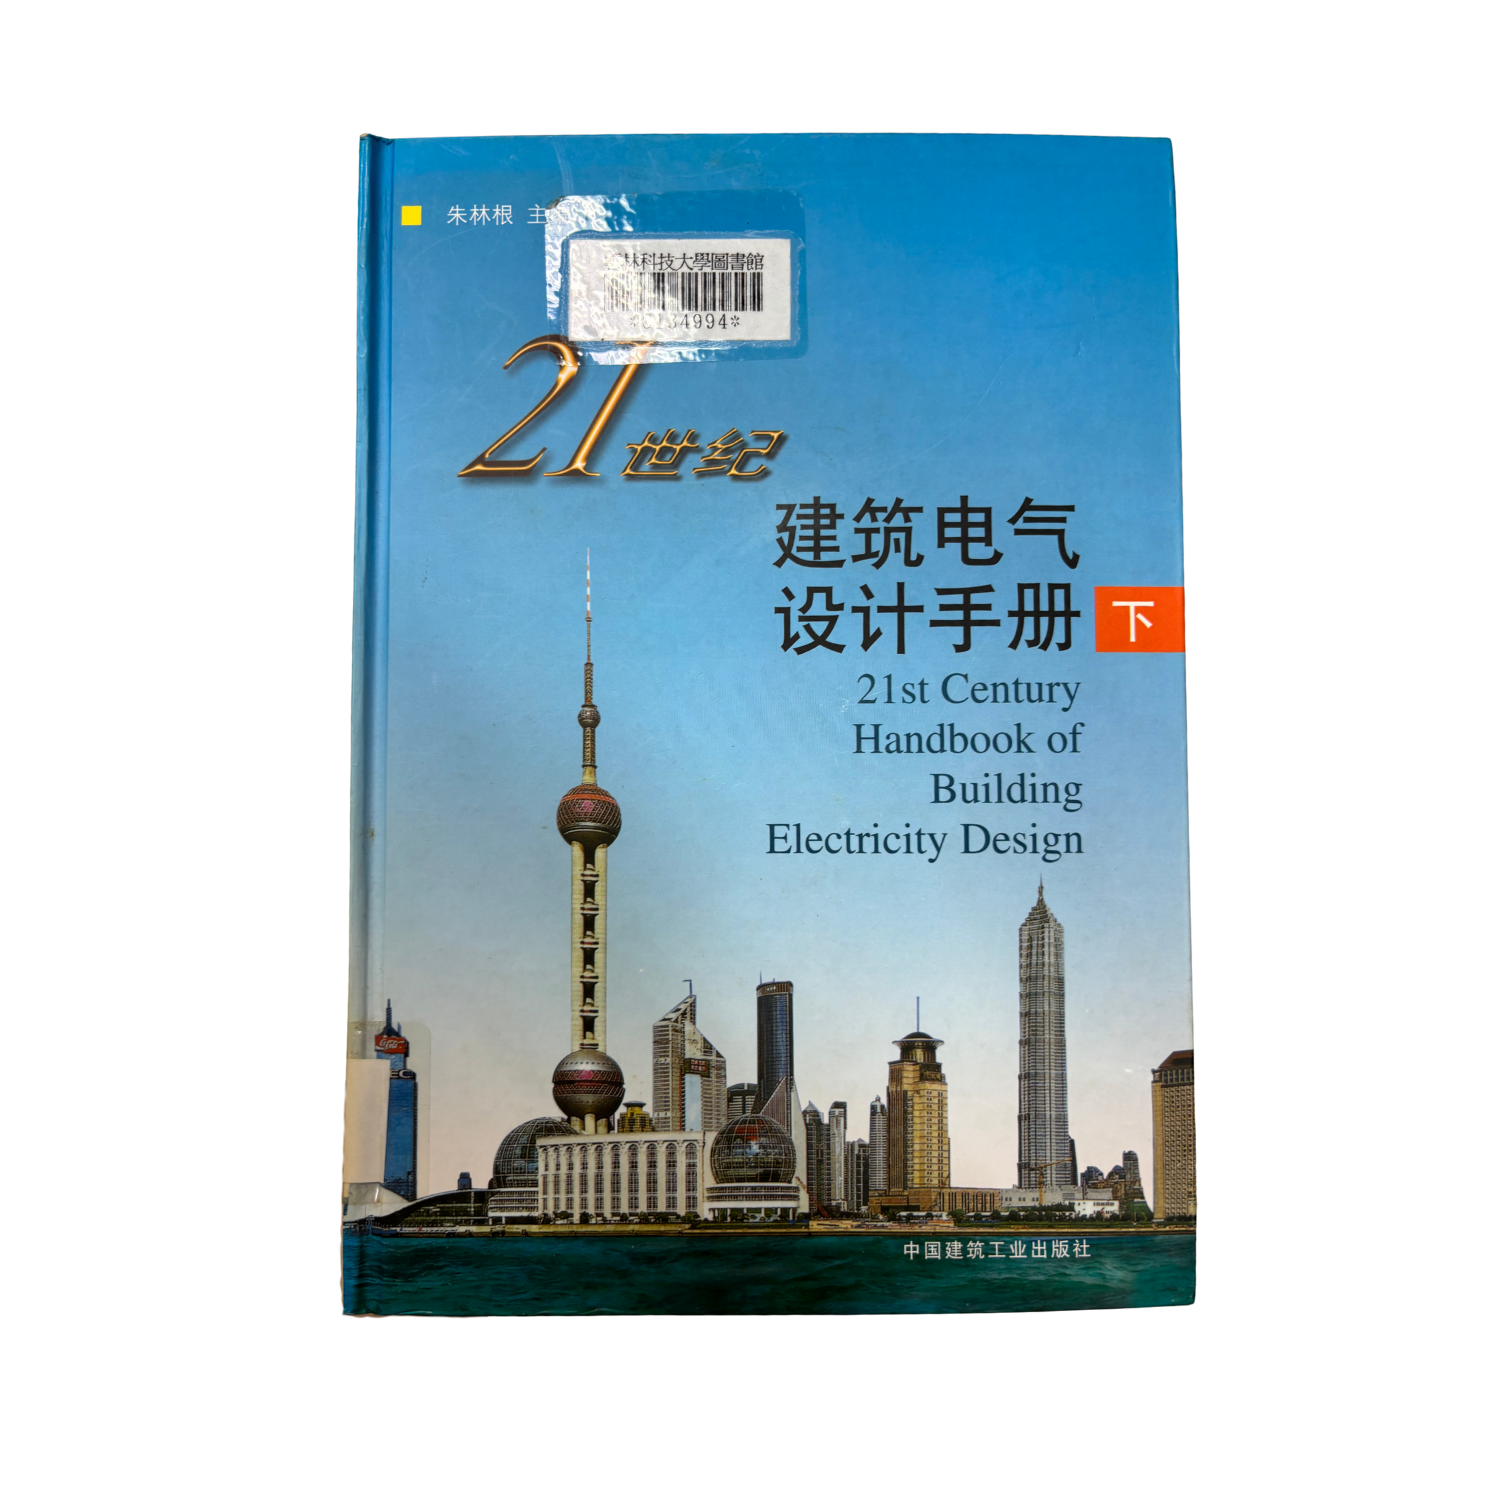 朱林根 主
林科技大學圖書館
34994*
21世纪
建筑电气
设计手册
下
21st Century
Handbook of
Building
Electricity Design
中国建筑工业出版社